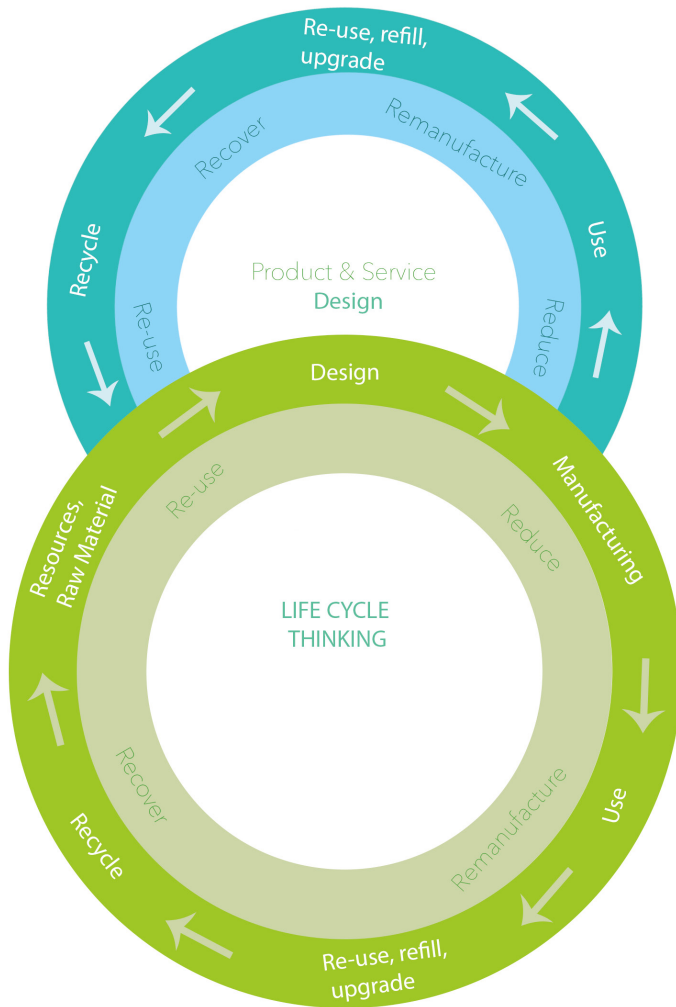 Re-use, refill,
upgrade
Recover
Remanufacture
Recycle
Use
Product & Service
Design
Re-use
Reduce
Design
Resources,
Raw Material
Re-use
Manufacturing
Reduce
LIFE CYCLE
THINKING
Recover
Remanufacture
Recycle
Use
Re-use, refill,
upgrade